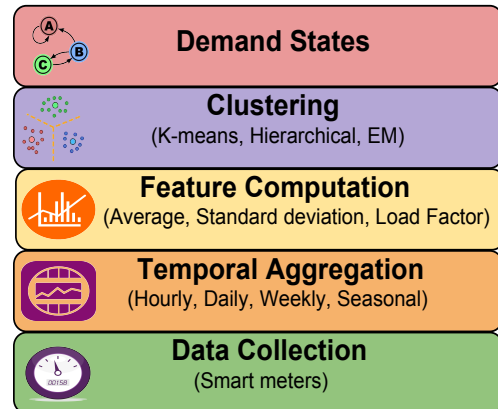 A
B
C
Demand States
Clustering
(K-means, Hierarchical, EM)
Feature Computation
(Average, Standard deviation, Load Factor)
Temporal Aggregation
(Hourly, Daily, Weekly, Seasonal)
Data Collection
(Smart meters)
00158